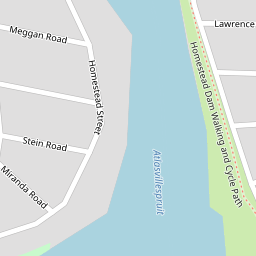 Lawrence
Meggan Road
Homestead Street
Homestead Dam Walking and Cycle Path
Stein Road
Atlasvillespruit
Miranda Road